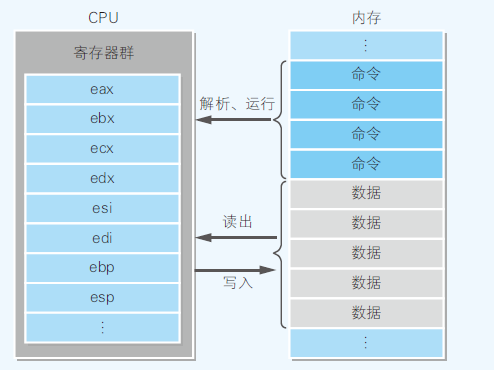 CPU
寄存器群
eax
ebx
ecx
edx
esi
edi
ebp
esp
⋮
解析、运行
读出
写入
内存
⋮
命令
命令
命令
命令
数据
数据
数据
数据
数据
⋮